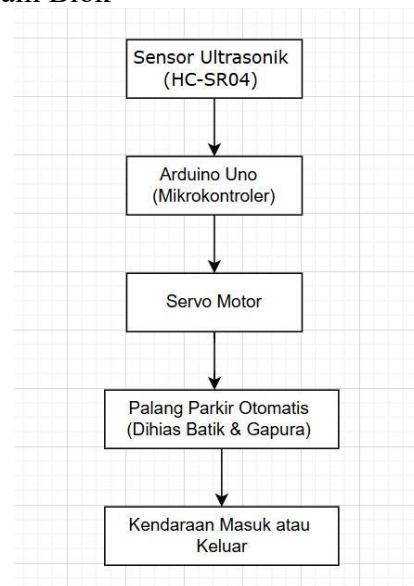 Sensor Ultrasonik
(HC-SR04)
Arduino Uno
(Mikrokontroler)
Servo Motor
Palang Parkir Otomatis
(Dihias Batik & Gapura)
Kendaraan Masuk atau
Keluar